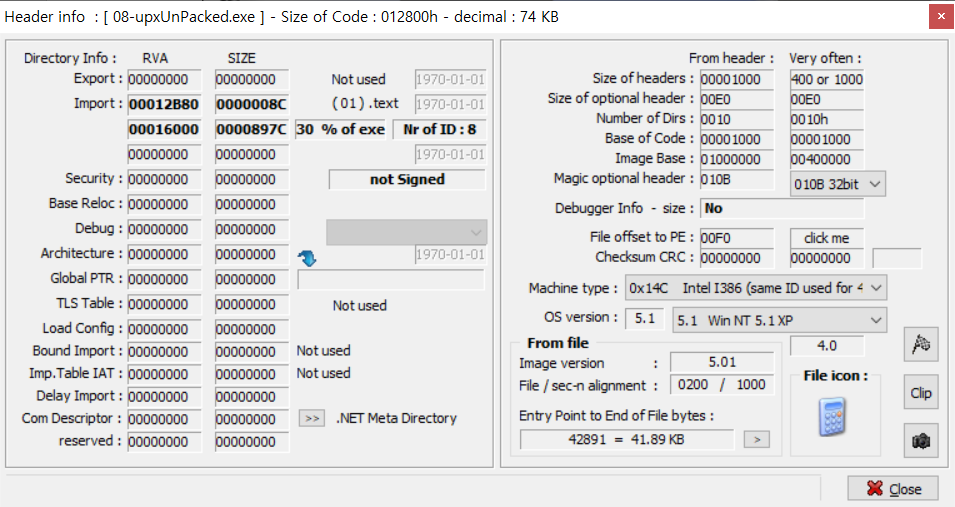 Header info : [ 08-upxUnPacked.exe ] - Size of Code : 012800h - decimal : 74 KB
Directory Info : RVA SIZE
Export : 00000000 00000000 Not used 1970-01-01
Import : 00012B80 0000008C ( 01) .text 1970-01-01
00016000 0000897C 30 % of exe Nr of ID : 8
00000000 00000000 1970-01-01
Security : 00000000 00000000 not Signed
Base Reloc : 00000000 00000000
Debug : 00000000 00000000
Architecture : 00000000 00000000 1970-01-01
Global PTR : 00000000 00000000
TLS Table : 00000000 00000000 Not used
Load Config : 00000000 00000000
Bound Import : 00000000 00000000 Not used
Imp.Table IAT : 00000000 00000000 Not used
Delay Import : 00000000 00000000
Com Descriptor : 00000000 00000000 >> .NET Meta Directory
reserved : 00000000 00000000
From header : Very often :
Size of headers : 00001000 400 or 1000
Size of optional header : 00E0 00E0
Number of Dirs : 0010 0010h
Base of Code : 00001000 00001000
Image Base : 01000000 00400000
Magic optional header : 010B 010B 32bit
Debugger Info - size : No
File offset to PE : 00F0 click me
Checksum CRC : 00000000 00000000
Machine type : 0x14C Intel I386 (same ID used for 4
OS version : 5.1 5.1 Win NT 5.1 XP
4.0
From file
Image version : 5.01
File / sec-n alignment : 0200 / 1000
Entry Point to End of File bytes :
42891 = 41.89 KB >
File icon :
Clip
Close